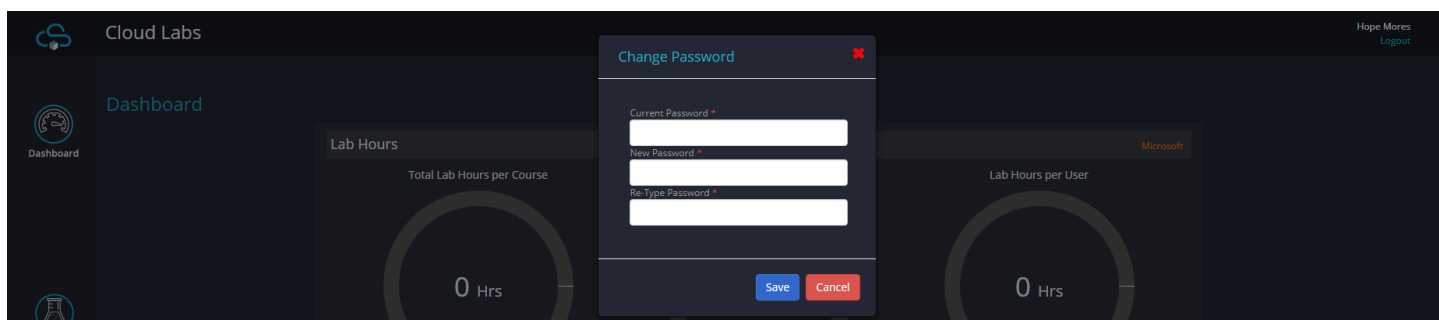 Cloud Labs
Hope Mores
Logout
Change Password
Dashboard
Dashboard
Current Password *
New Password *
Re-Type Password *
Lab Hours
Microsoft
Total Lab Hours per Course
Lab Hours per User
0 Hrs
0 Hrs
Save
Cancel